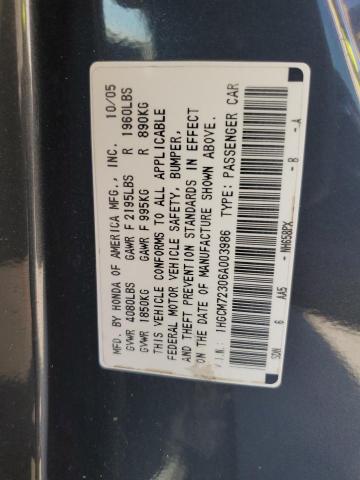 MFD. BY HONDA OF AMERICA MFG., INC. 10/05
GVWR 4080LBS GAWR F 2195LBS R 1960LBS
GVWR 1850KG GAWR F 995KG R 890KG
THIS VEHICLE CONFORMS TO ALL APPLICABLE
FEDERAL MOTOR VEHICLE SAFETY, BUMPER,
AND THEFT PREVENTION STANDARDS IN EFFECT
ON THE DATE OF MANUFACTURE SHOWN ABOVE.
V.I.N.: 1HGCM72306A003986 TYPE: PASSENGER CAR
SDN 6 AA5 - NH658PX - B - A